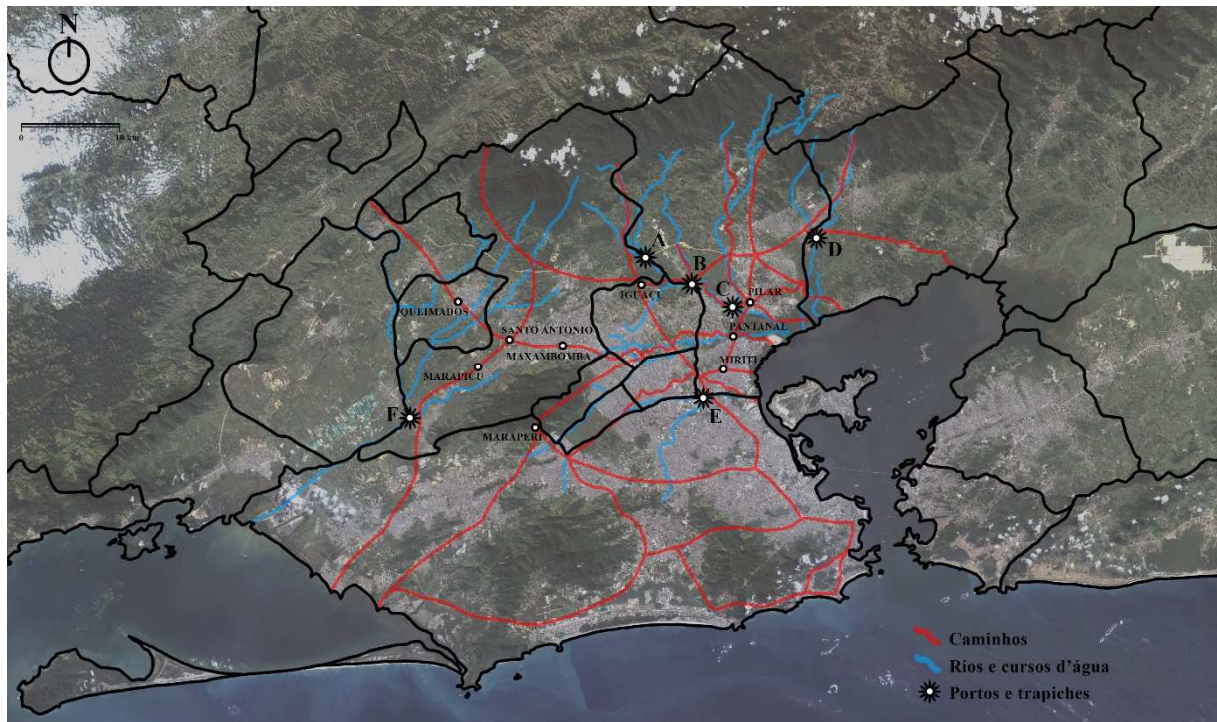 N
0 10 km
A
D
B
IGUAÇU
C
PILAR
QUEIMADOS
SANTO ANTONIO
PANTANAL
MAXAMBOMBA
MARAPICU
MIRITI
F
E
MARAPERI
Caminhos
Rios e cursos d’água
Portos e trapiches